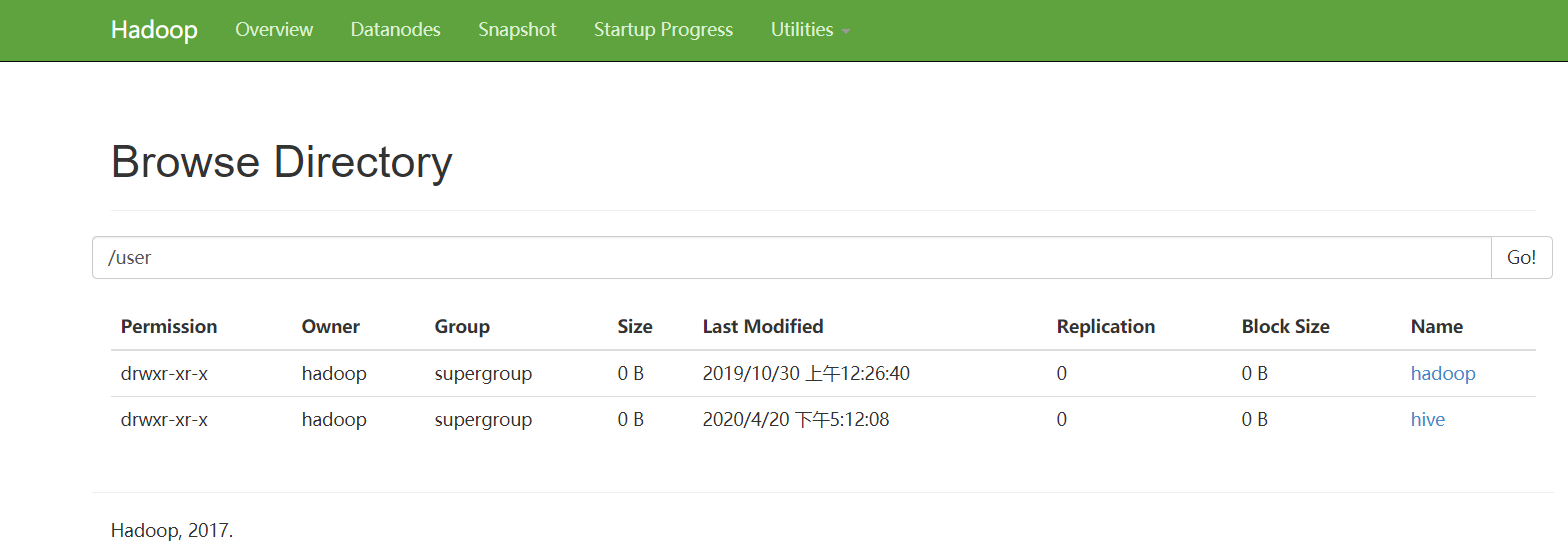 Hadoop Overview Datanodes Snapshot Startup Progress Utilities
Browse Directory
/user Go!
Permission Owner Group Size Last Modified Replication Block Size Name
drwxr-xr-x hadoop supergroup 0 B 2019/10/30 上午12:26:40 0 0 B hadoop
drwxr-xr-x hadoop supergroup 0 B 2020/4/20 下午5:12:08 0 0 B hive
Hadoop, 2017.